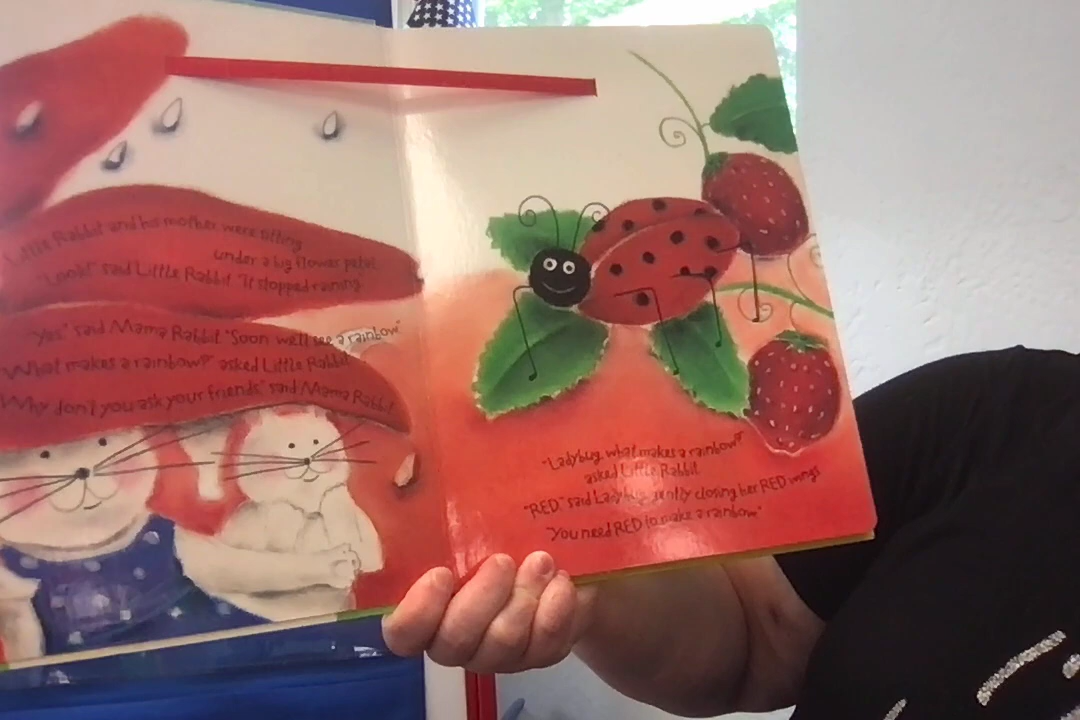 Little Rabbit and his mother were sitting
under a big flower petal.
"Look!" said Little Rabbit. "It stopped raining."
"Yes," said Mama Rabbit. "Soon we'll see a rainbow."
"What makes a rainbow?" asked Little Rabbit.
"Why don't you ask your friends," said Mama Rabbit.
"Ladybug, what makes a rainbow?"
asked Little Rabbit.
"RED," said Ladybug, gently closing her RED wings.
"You need RED to make a rainbow."